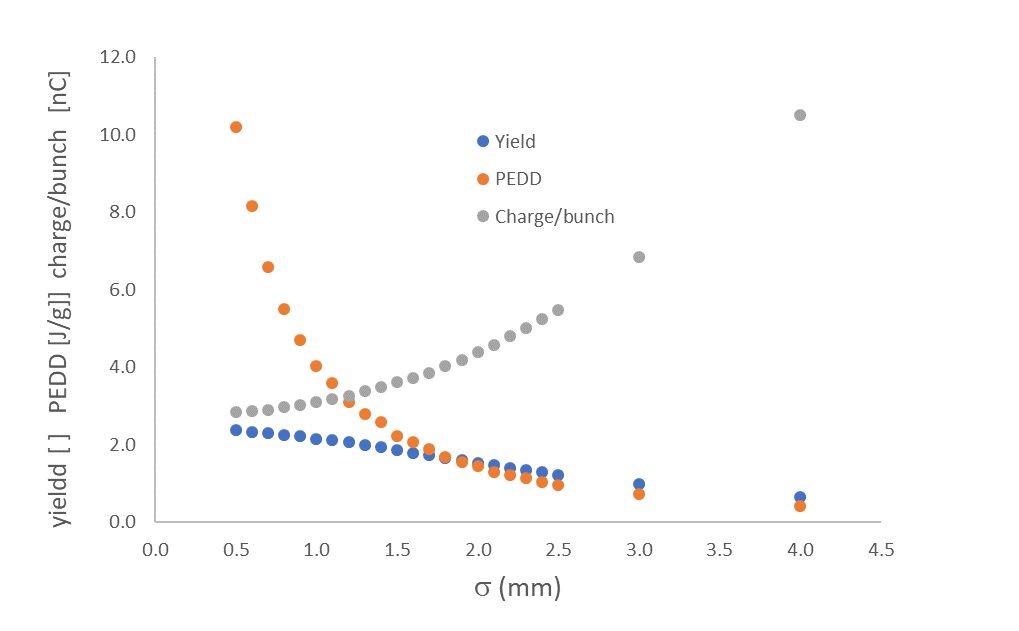 yieldd [ ]   PEDD [J/g]]  charge/bunch  [nC]
12.0
10.0
8.0
6.0
4.0
2.0
0.0
Yield
PEDD
Charge/bunch
0.0 0.5 1.0 1.5 2.0 2.5 3.0 3.5 4.0 4.5
σ (mm)